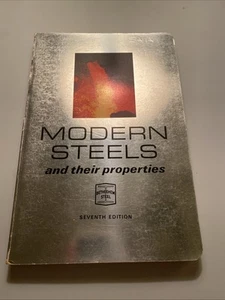 MODERN
STEELS
and their properties
STEEL
SEVENTH EDITION